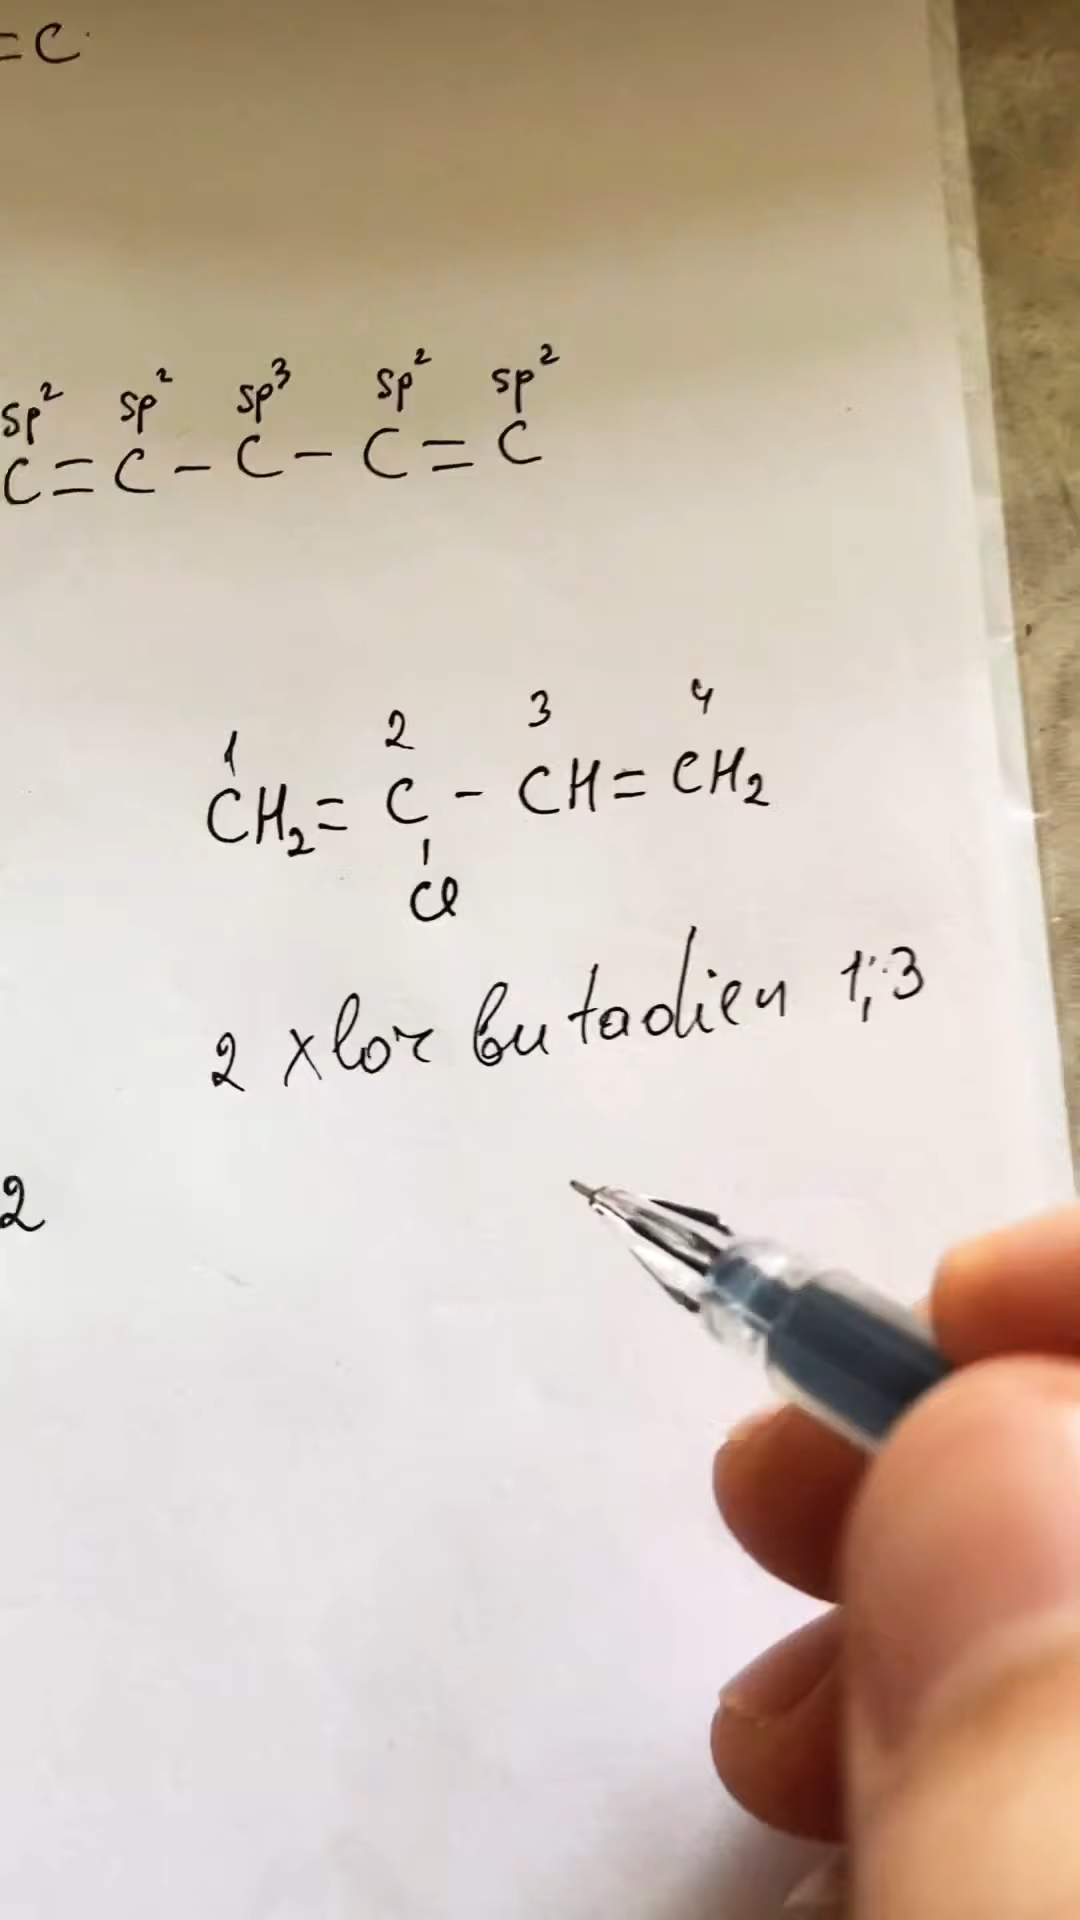 =C
sp² sp² sp³ sp² sp²
C=C-C-C=C
1 2 3 4
CH₂=C-CH=CH₂
Cl
2 xlor butadien 1;3
2